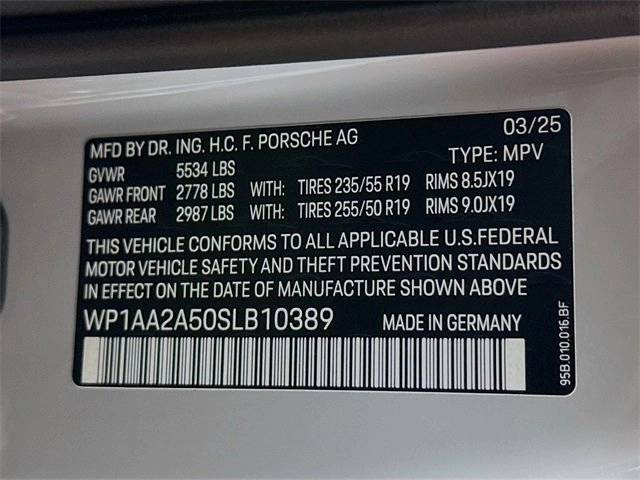 MFD BY DR. ING. H.C. F. PORSCHE AG 03/25
GVWR 5534 LBS TYPE: MPV
GAWR FRONT 2778 LBS WITH: TIRES 235/55 R19 RIMS 8.5JX19
GAWR REAR 2987 LBS WITH: TIRES 255/50 R19 RIMS 9.0JX19
THIS VEHICLE CONFORMS TO ALL APPLICABLE U.S.FEDERAL
MOTOR VEHICLE SAFETY AND THEFT PREVENTION STANDARDS
IN EFFECT ON THE DATE OF MANUFACTURE SHOWN ABOVE
WP1AA2A50SLB10389 MADE IN GERMANY
95B.010.016.BF